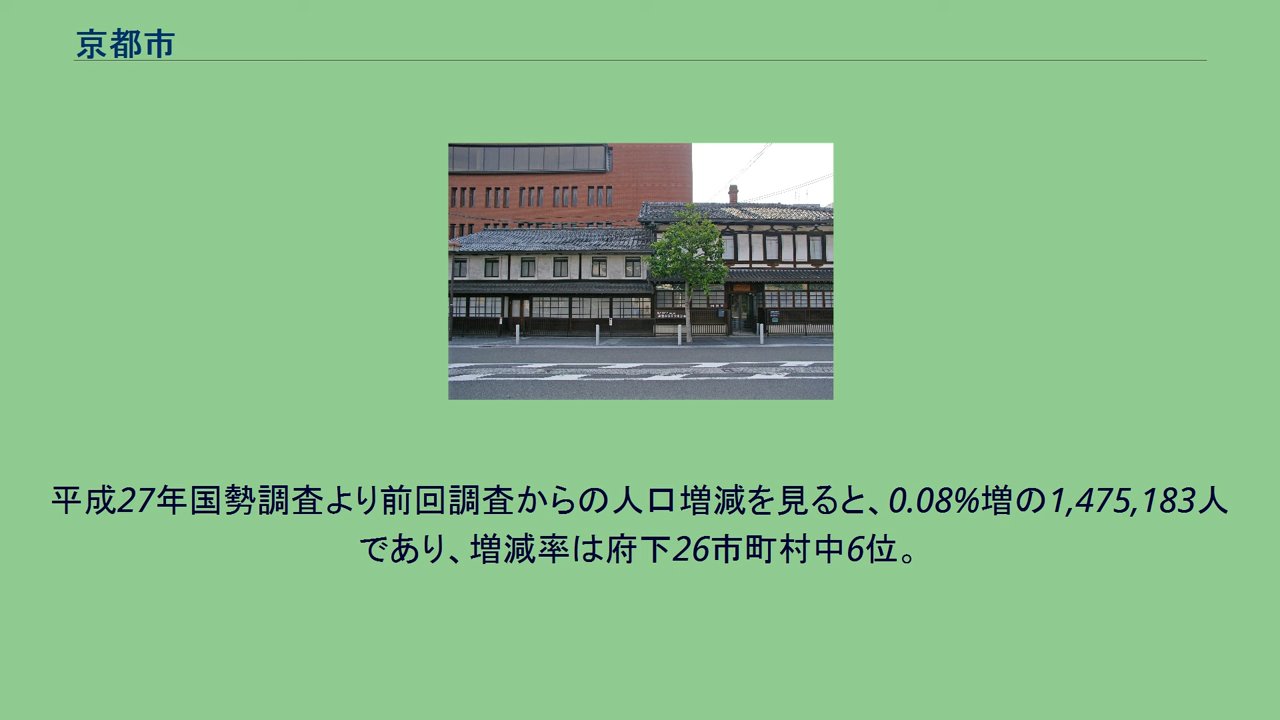 京都市
平成27年国勢調査より前回調査からの人口増減を見ると、0.08%増の1,475,183人
であり、増減率は府下26市町村中6位。